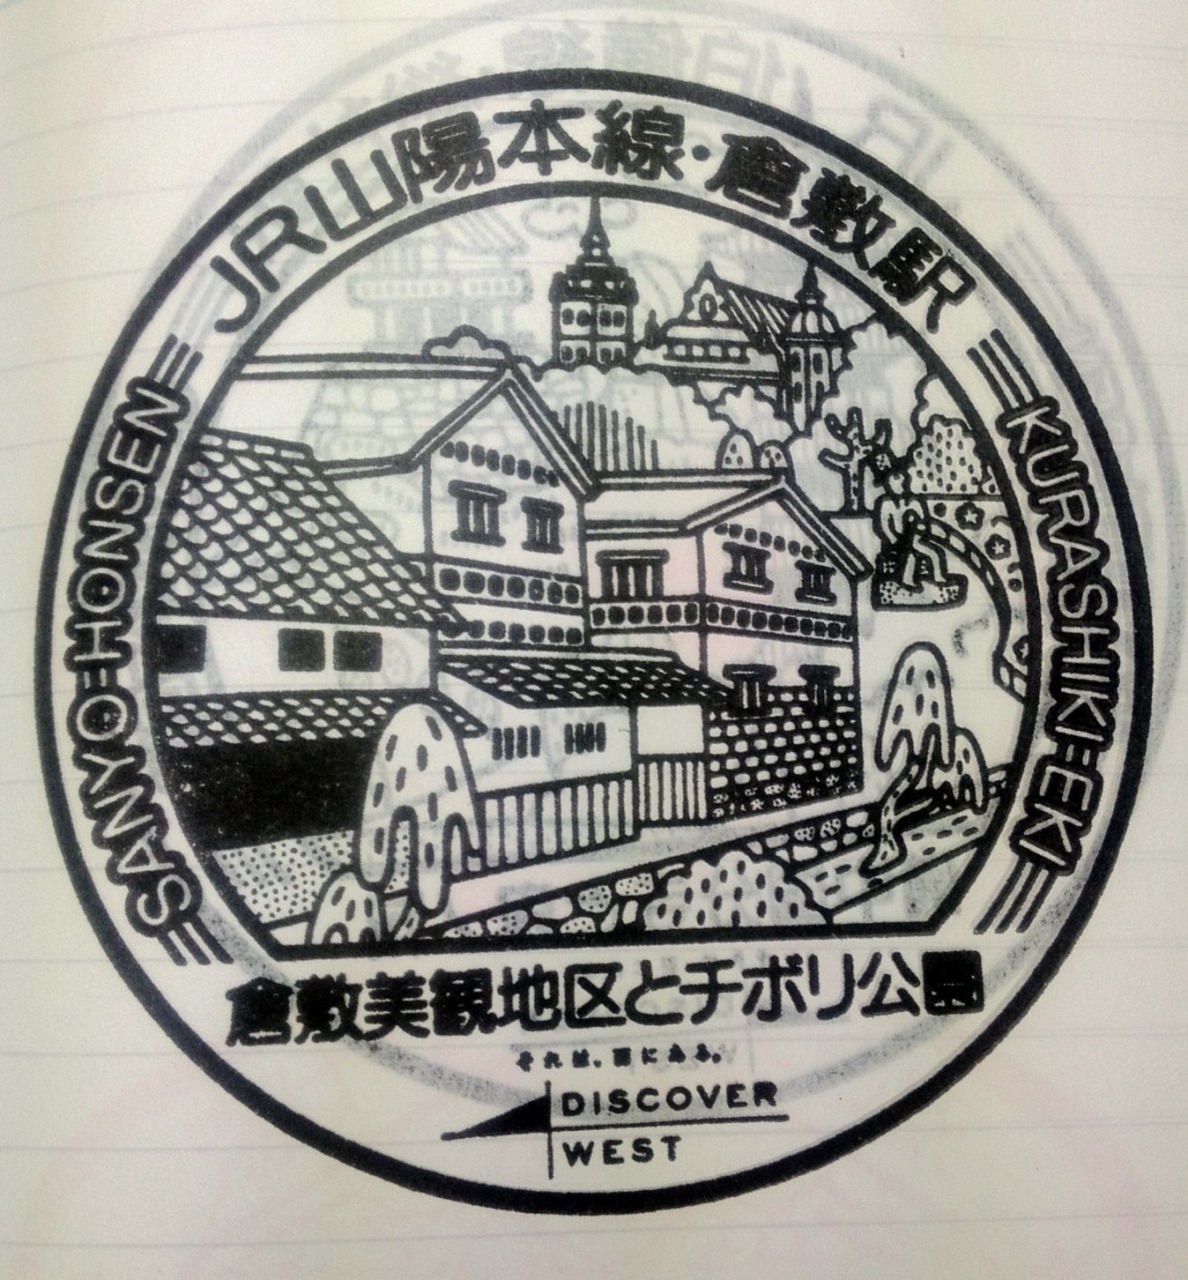 JR山陽本線・倉敷駅
SANYO-HONSEN
KURASHIKI-EKI
倉敷美観地区とチボリ公園
それは、西にある。
DISCOVER
WEST